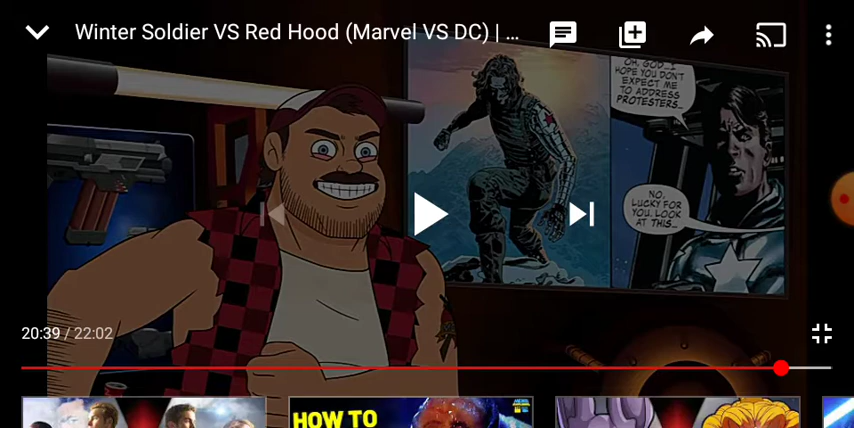 Winter Soldier VS Red Hood (Marvel VS DC) | ...
OH, GOD... I
HOPE YOU DON'T
EXPECT ME
TO ADDRESS
PROTESTERS...
NO,
LUCKY FOR
YOU. LOOK
AT THIS...
20:39 / 22:02
HOW TO